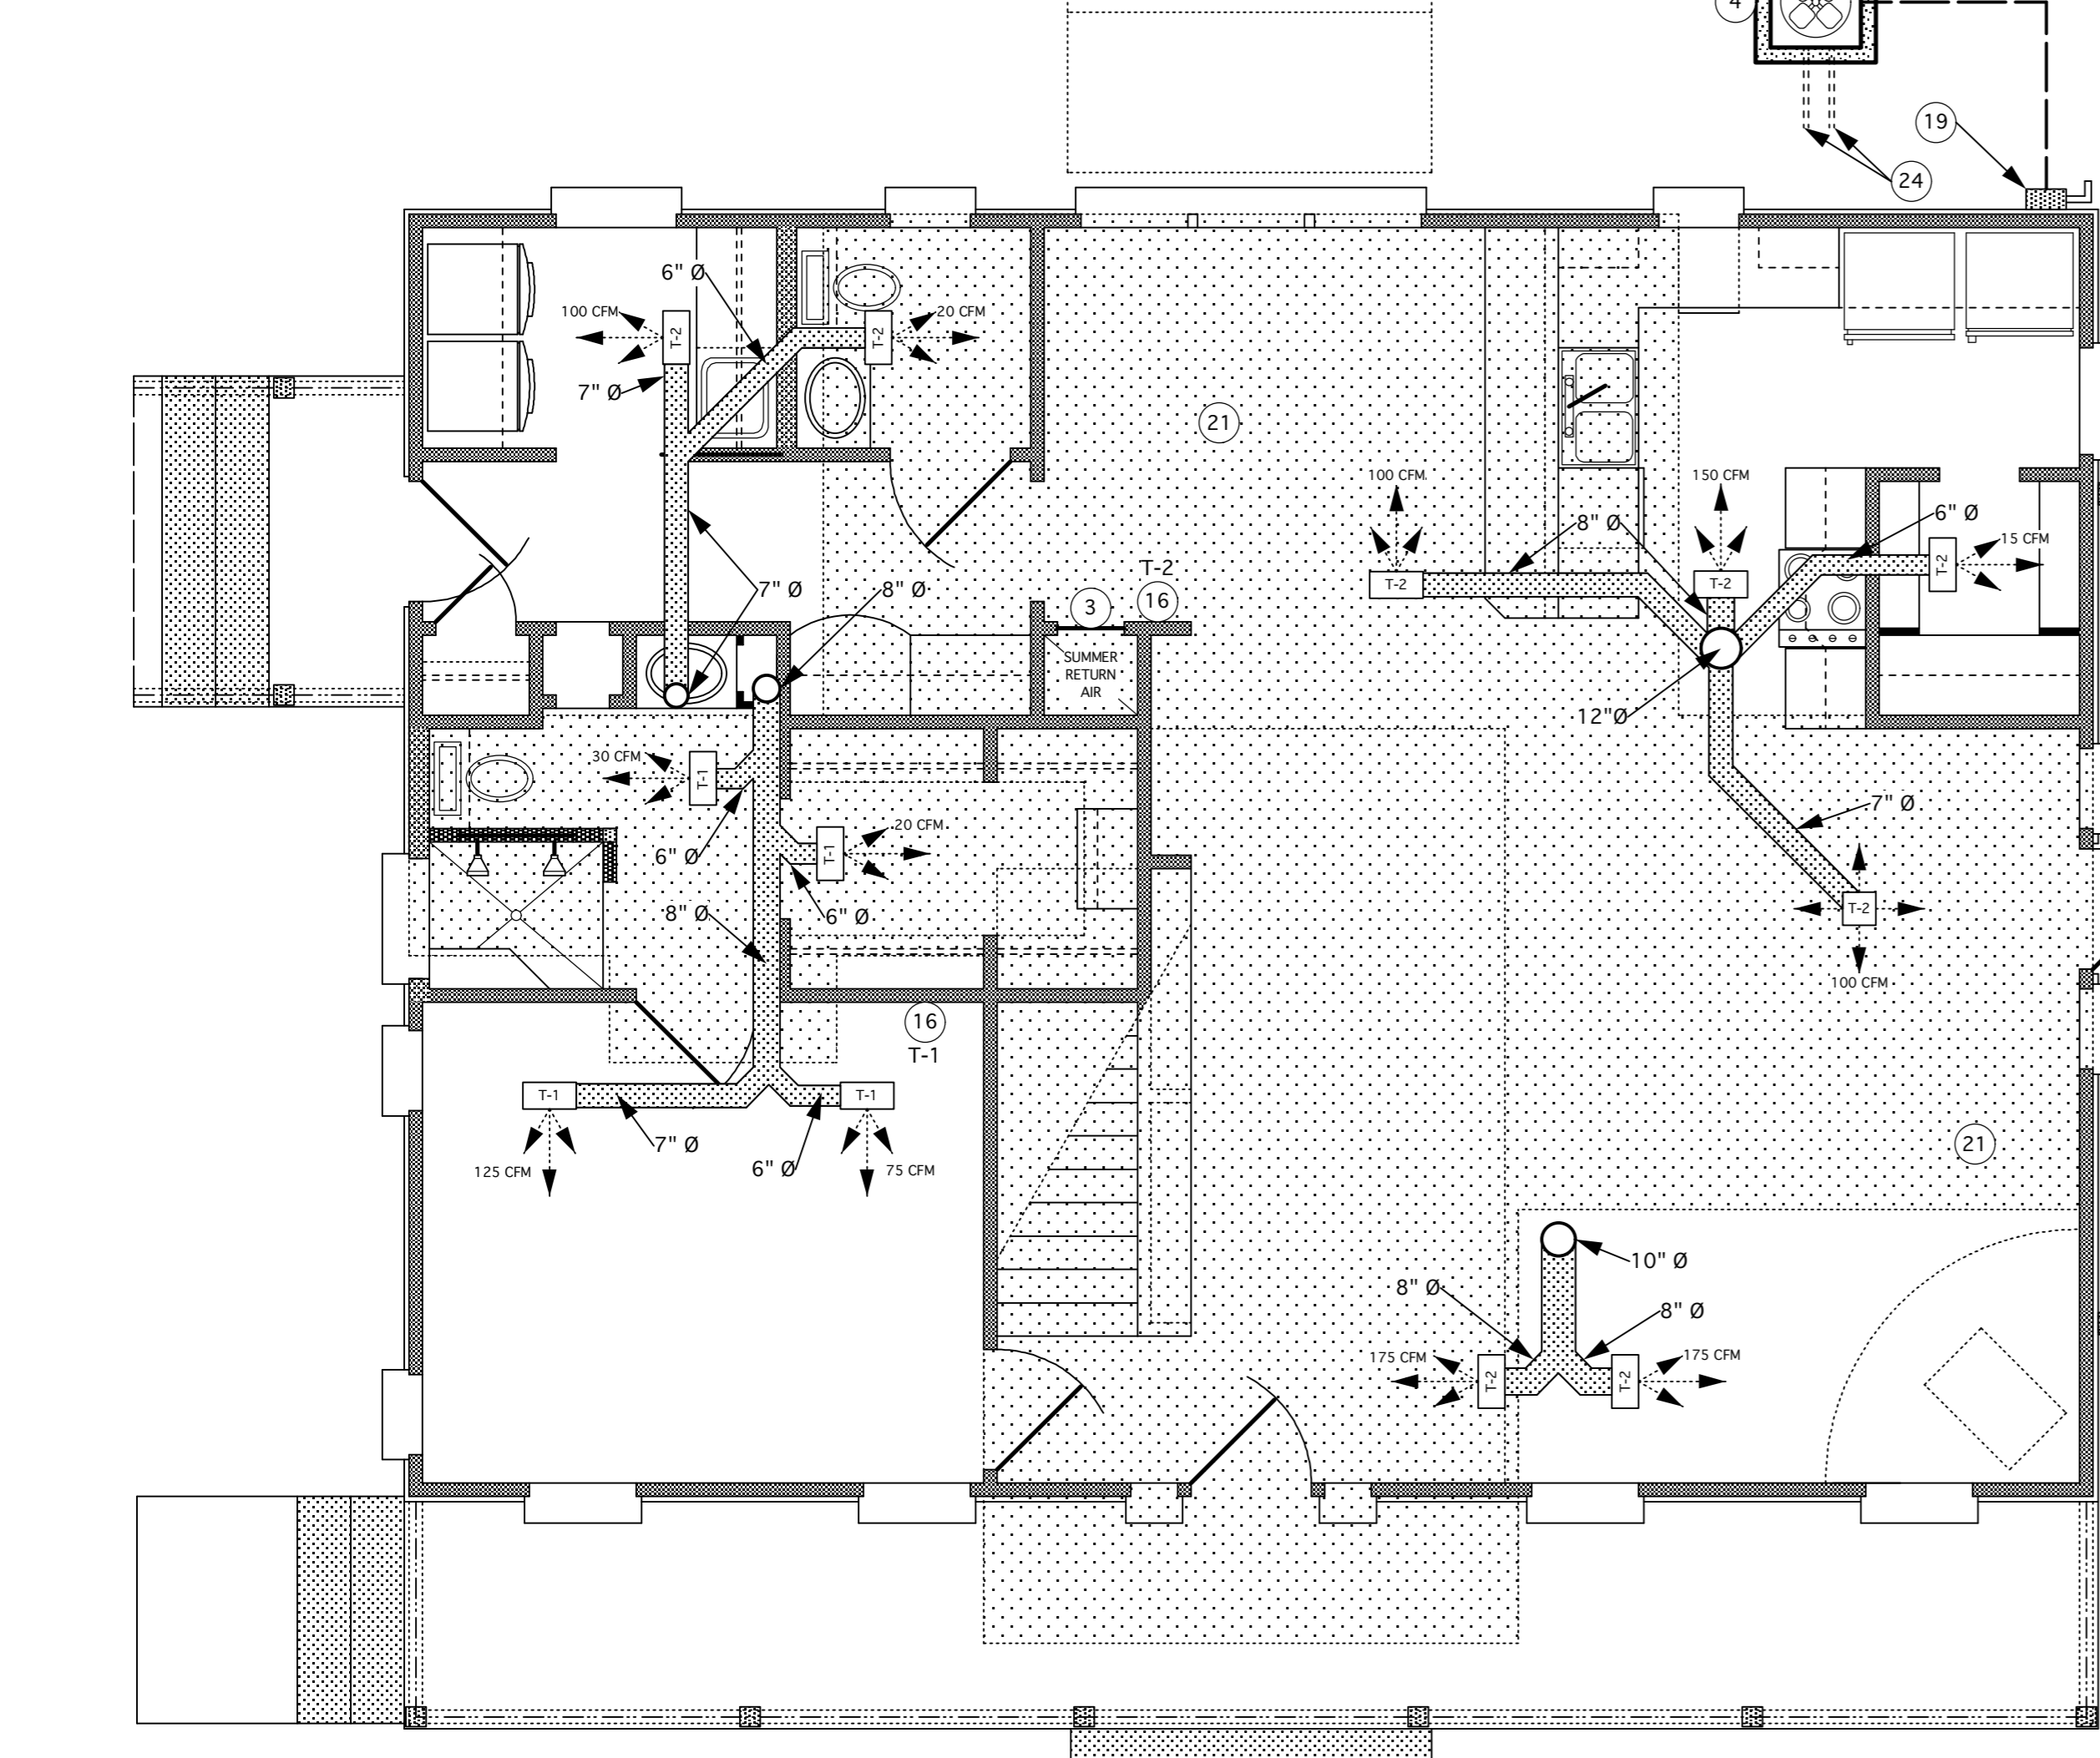 4
19
24
6" Ø
100 CFM
T-2
T-2
20 CFM
7" Ø
21
100 CFM
150 CFM
8" Ø
6" Ø
T-2
15 CFM
T-2
16
7" Ø
8" Ø
T-2
T-2
3
SUMMER
RETURN
AIR
12"Ø
30 CFM
T-1
7" Ø
20 CFM
T-1
6" Ø
8" Ø
6" Ø
T-2
100 CFM
16
T-1
T-1
T-1
7" Ø
6" Ø
125 CFM
75 CFM
21
10" Ø
8" Ø
8" Ø
175 CFM
T-2
T-2
175 CFM